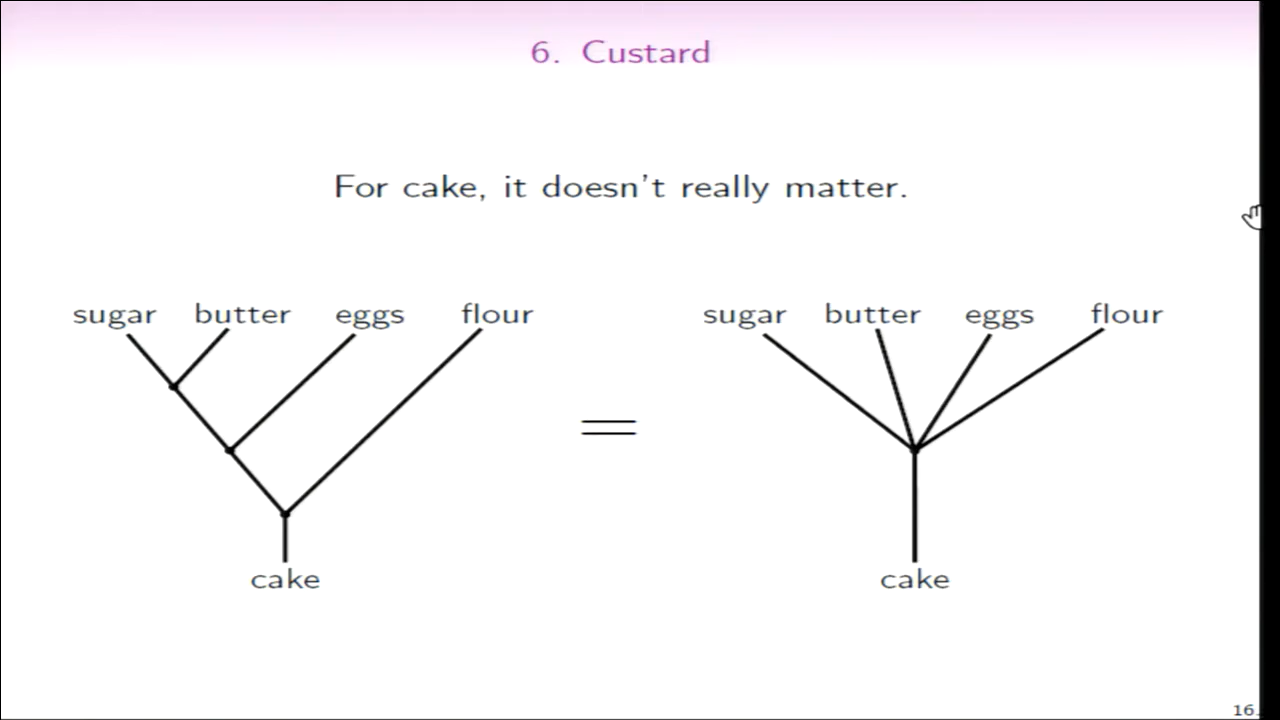 6. Custard
For cake, it doesn't really matter.
sugar butter eggs flour sugar butter eggs flour
=
cake cake
16.